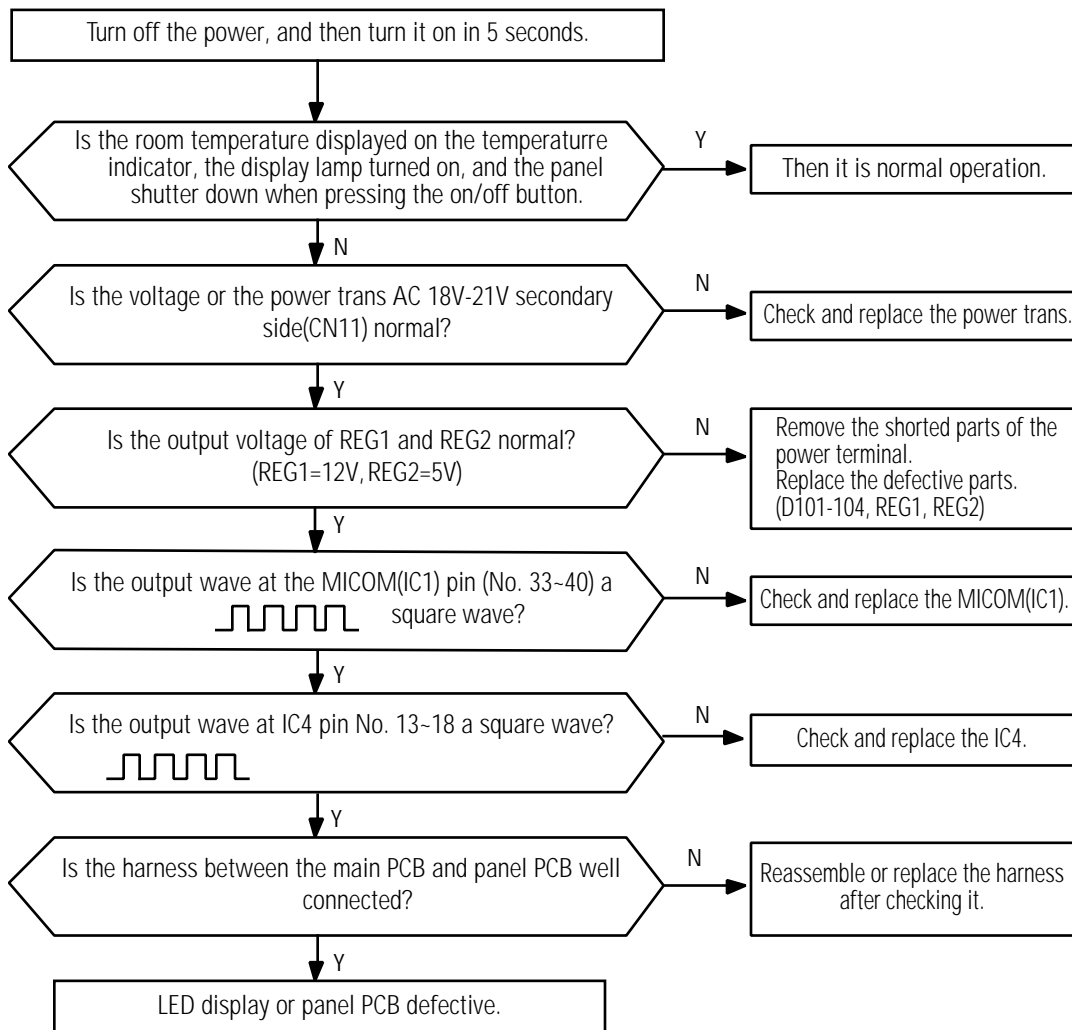 Turn off the power, and then turn it on in 5 seconds.
Is the room temperature displayed on the temperaturre
indicator, the display lamp turned on, and the panel
shutter down when pressing the on/off button.
Y
Then it is normal operation.
N
Is the voltage or the power trans AC 18V-21V secondary
side(CN11) normal?
N
Check and replace the power trans.
Y
Is the output voltage of REG1 and REG2 normal?
(REG1=12V, REG2=5V)
N
Remove the shorted parts of the
power terminal.
Replace the defective parts.
(D101-104, REG1, REG2)
Y
Is the output wave at the MICOM(IC1) pin (No. 33~40) a
square wave?
N
Check and replace the MICOM(IC1).
Y
Is the output wave at IC4 pin No. 13~18 a square wave?
N
Check and replace the IC4.
Y
Is the harness between the main PCB and panel PCB well
connected?
N
Reassemble or replace the harness
after checking it.
Y
LED display or panel PCB defective.